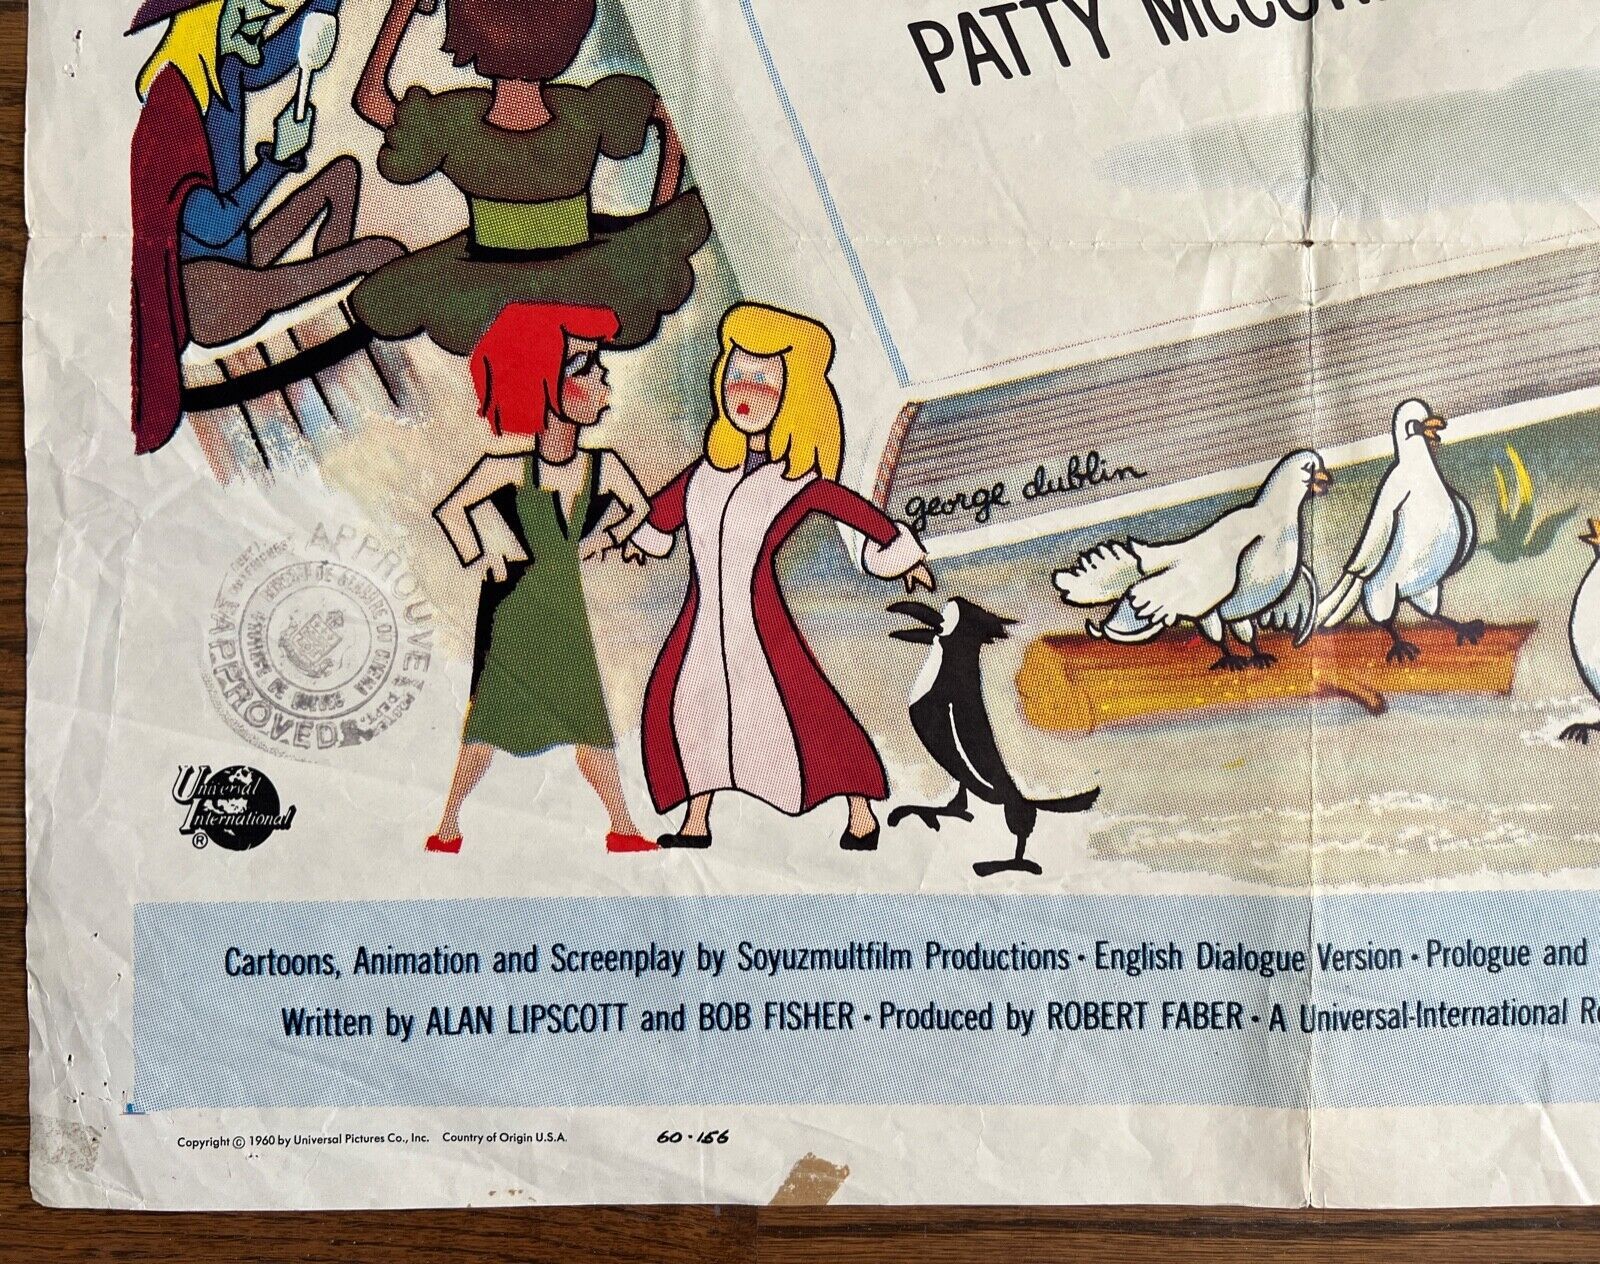 PATTY
george dublin
APPROUVÉ
APPROVED
DEPT.
Universal
International
®
Cartoons, Animation and Screenplay by Soyuzmultfilm Productions · English Dialogue Version · Prologue and
Written by ALAN LIPSCOTT and BOB FISHER · Produced by ROBERT FABER · A Universal-International
Copyright © 1960 by Universal Pictures Co., Inc. Country of Origin U.S.A. 60-156